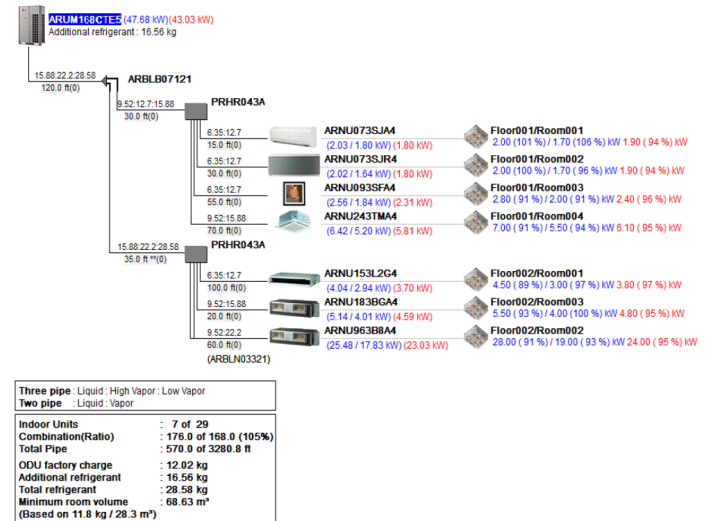 ARUM168CTE5 (47.68 kW)(43.03 kW)
Additional refrigerant : 16.56 kg
15.88:22.2:28.58
120.0 ft(0)
ARBLB07121
9.52:12.7:15.88
30.0 ft(0)
PRHR043A
6.35:12.7
15.0 ft(0)
ARNU073SJA4
(2.03 / 1.80 kW) (1.80 kW)
Floor001/Room001
2.00 (101 %) / 1.70 (106 %) kW 1.90 ( 94 %) kW
6.35:12.7
30.0 ft(0)
ARNU073SJR4
(2.02 / 1.64 kW) (1.80 kW)
Floor001/Room002
2.00 (100 %) / 1.70 ( 96 %) kW 1.90 ( 94 %) kW
6.35:12.7
55.0 ft(0)
ARNU093SFA4
(2.56 / 1.84 kW) (2.31 kW)
Floor001/Room003
2.80 ( 91 %) / 2.00 ( 91 %) kW 2.40 ( 96 %) kW
9.52:15.88
70.0 ft(0)
ARNU243TMA4
(6.42 / 5.20 kW) (5.81 kW)
Floor001/Room004
7.00 ( 91 %) / 5.50 ( 94 %) kW 6.10 ( 95 %) kW
15.88:22.2:28.58
35.0 ft **(0)
PRHR043A
6.35:12.7
100.0 ft(0)
ARNU153L2G4
(4.04 / 2.94 kW) (3.70 kW)
Floor002/Room001
4.50 ( 89 %) / 3.00 ( 97 %) kW 3.80 ( 97 %) kW
9.52:15.88
20.0 ft(0)
ARNU183BGA4
(5.14 / 4.01 kW) (4.59 kW)
Floor002/Room003
5.50 ( 93 %) / 4.00 (100 %) kW 4.80 ( 95 %) kW
9.52:22.2
60.0 ft(0)
(ARBLN03321)
ARNU963B8A4
(25.48 / 17.83 kW) (23.03 kW)
Floor002/Room002
28.00 ( 91 %) / 19.00 ( 93 %) kW 24.00 ( 95 %) kW
Three pipe : Liquid : High Vapor : Low Vapor
Two pipe : Liquid : Vapor
Indoor Units : 7 of 29
Combination(Ratio) : 176.0 of 168.0 (105%)
Total Pipe : 570.0 of 3280.8 ft
ODU factory charge : 12.02 kg
Additional refrigerant : 16.56 kg
Total refrigerant : 28.58 kg
Minimum room volume : 68.63 m³
(Based on 11.8 kg / 28.3 m³)